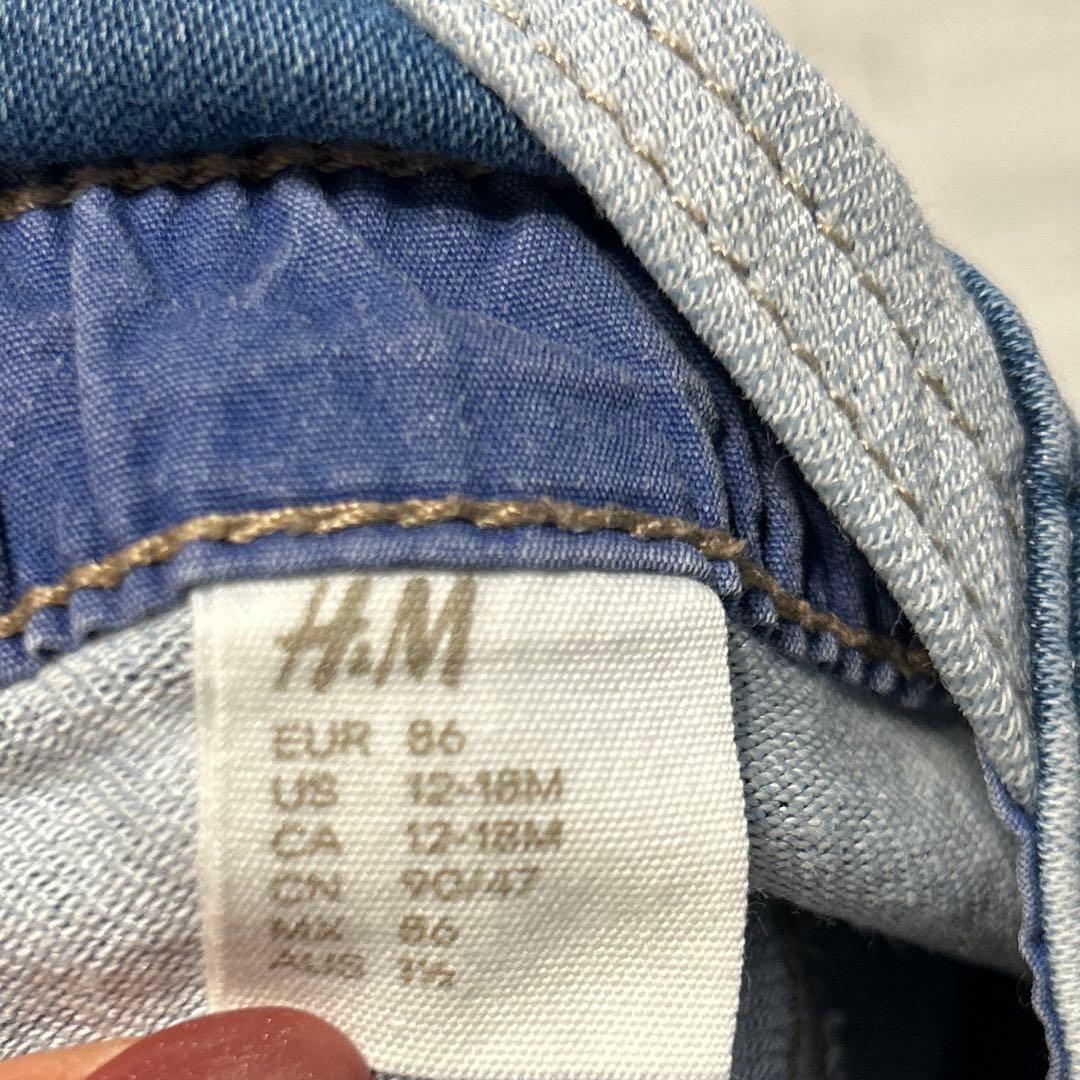 H&M
EUR 86
US 12-18M
CA 12-18M
CN 90/47
MX 86
AUS 1½